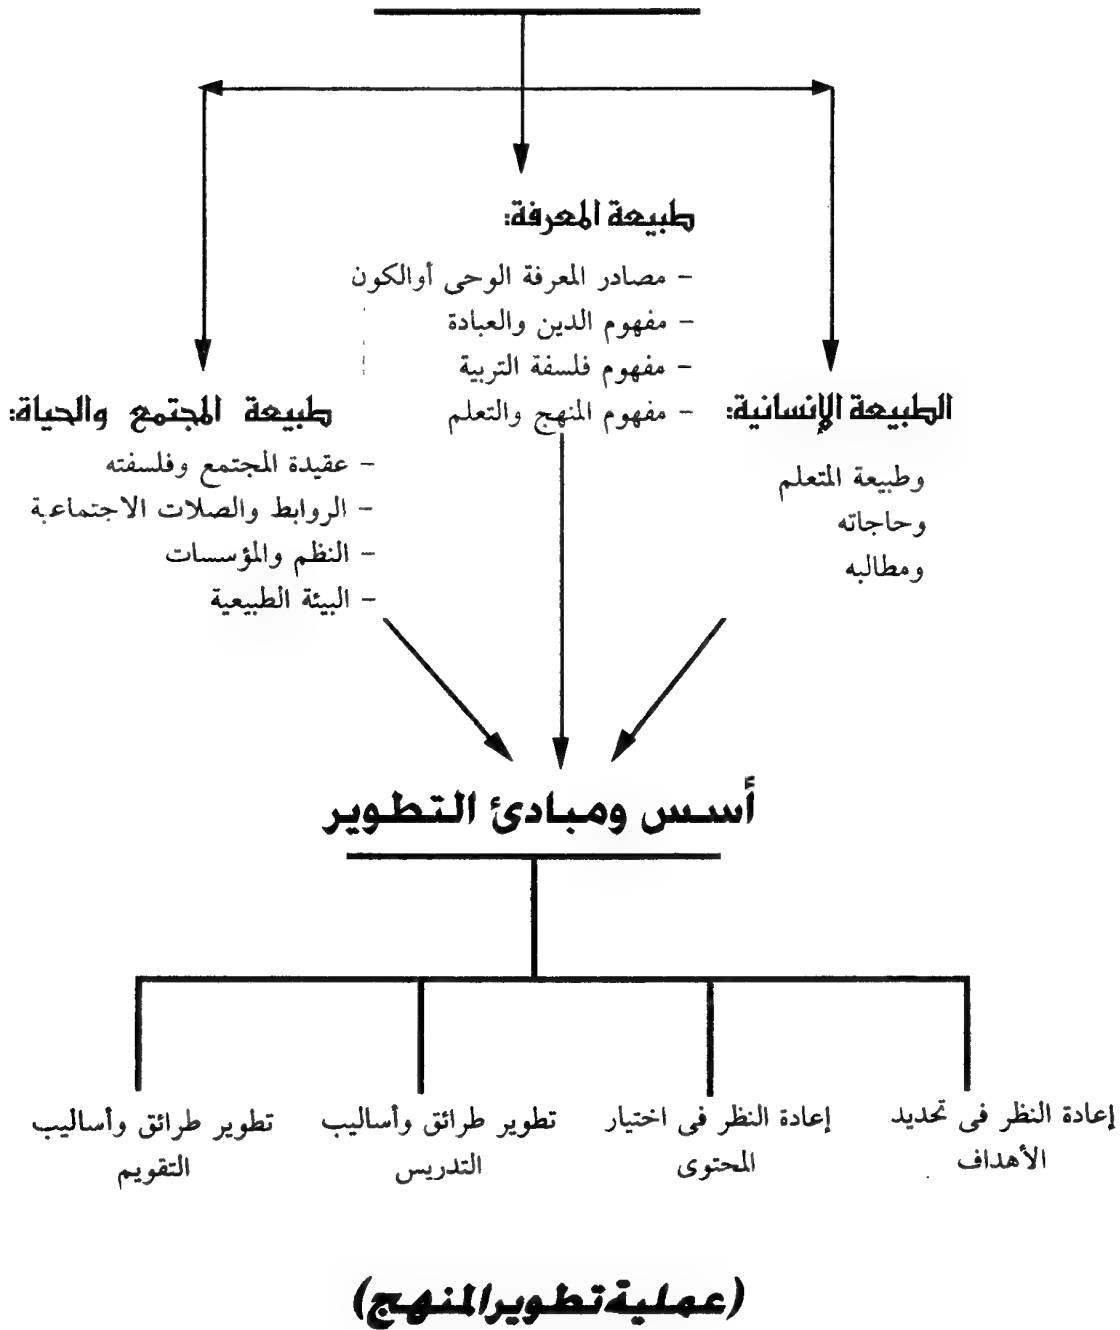 طبيعة المعرفة:
- مصادر المعرفة الوحى أوالكون
- مفهوم الدين والعبادة
- مفهوم فلسفة التربية
- مفهوم المنهج والتعلم
الطبيعة الإنسانية:
وطبيعة المتعلم
وحاجاته
ومطالبه
طبيعة المجتمع والحياة:
- عقيدة المجتمع وفلسفته
- الروابط والصلات الاجتماعية
- النظم والمؤسسات
- البيئة الطبيعية
أسس ومبادئ التطوير
إعادة النظر فى تحديد
الأهداف
إعادة النظر فى اختيار
المحتوى
تطوير طرائق وأساليب
التدريس
تطوير طرائق وأساليب
التقويم
(عملية تطوير المنهج)